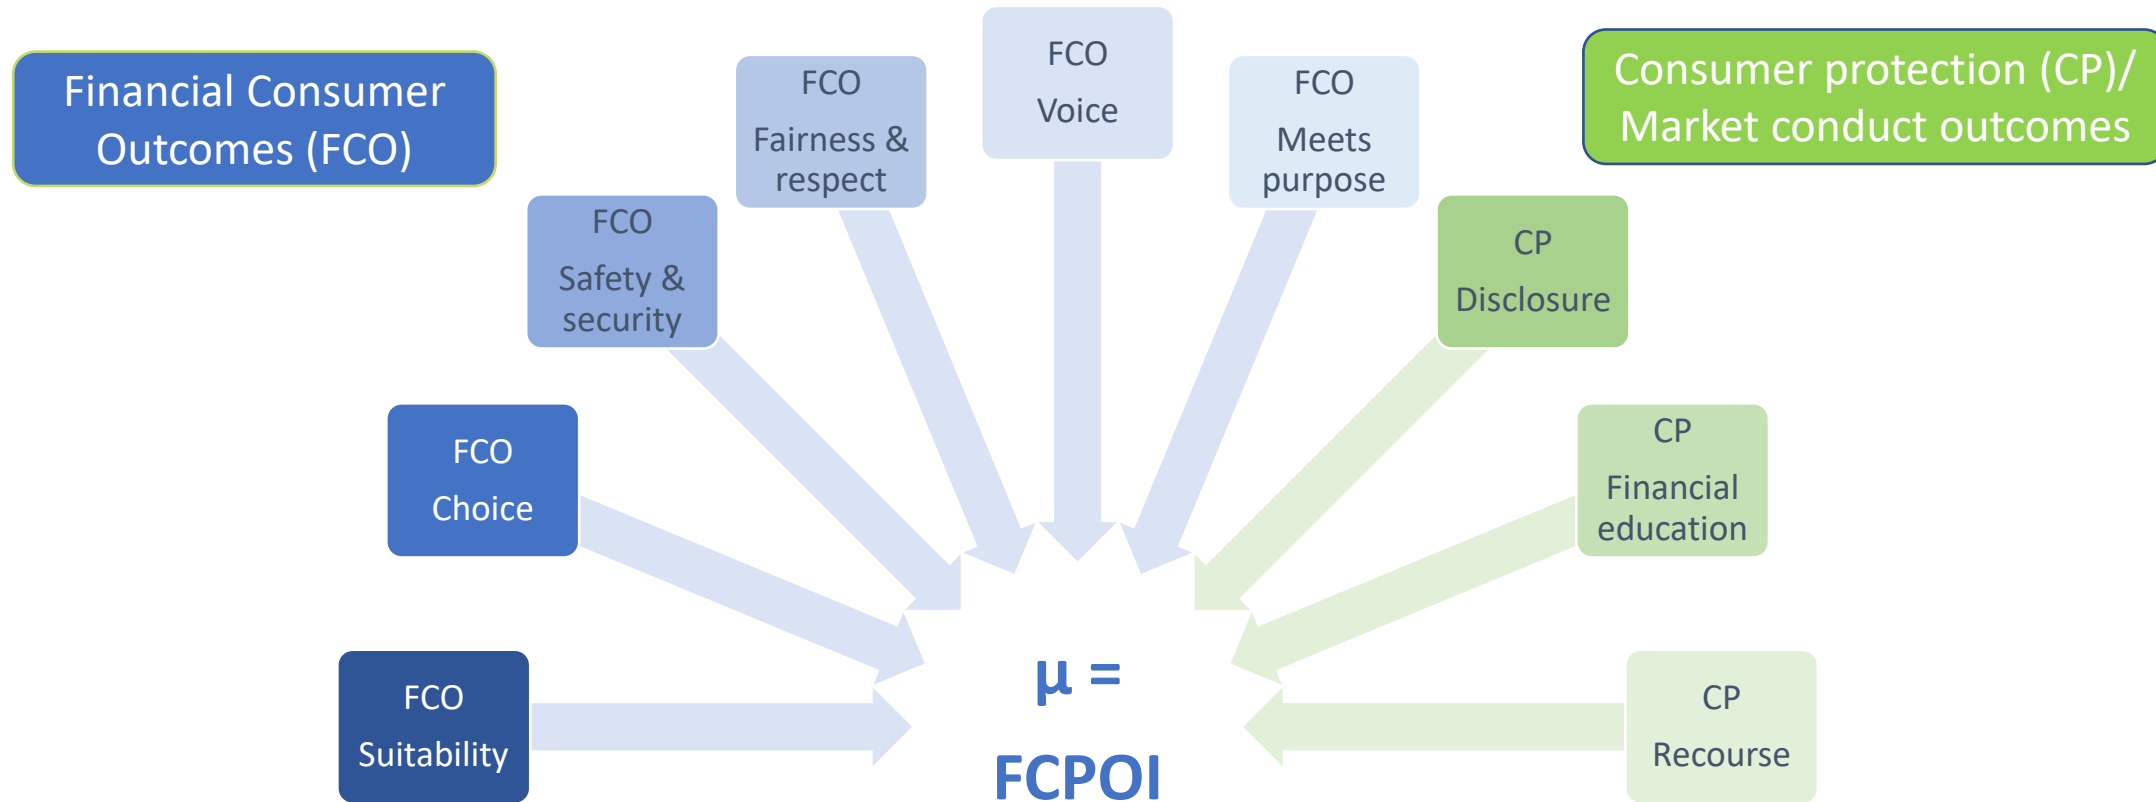 Financial Consumer
Outcomes (FCO)
FCO
Voice
FCO
Fairness &
respect
FCO
Meets
purpose
Consumer protection (CP)/
Market conduct outcomes
FCO
Safety &
security
CP
Disclosure
FCO
Choice
CP
Financial
education
FCO
Suitability
CP
Recourse
μ =
FCPOI